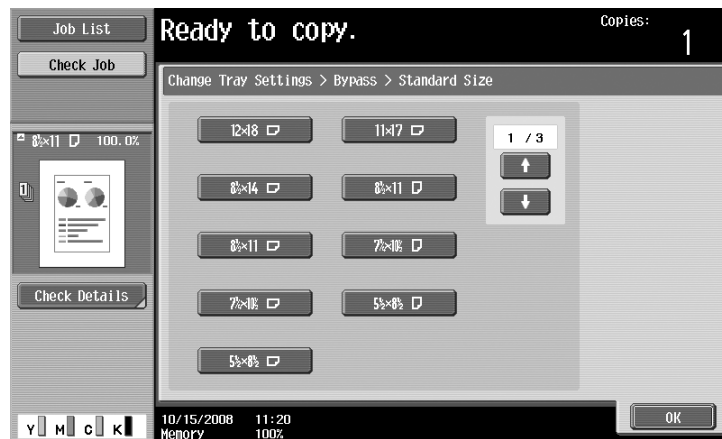 Job List
Ready to copy.
Copies:
1
Check Job
Change Tray Settings > Bypass > Standard Size
8½×11 100.0%
12×18
11×17
1 / 3
8½×14
8½×11
8½×11
7¼×10½
7¼×10½
5½×8½
5½×8½
Check Details
OK
Y M C K
10/15/2008 11:20
Memory 100%